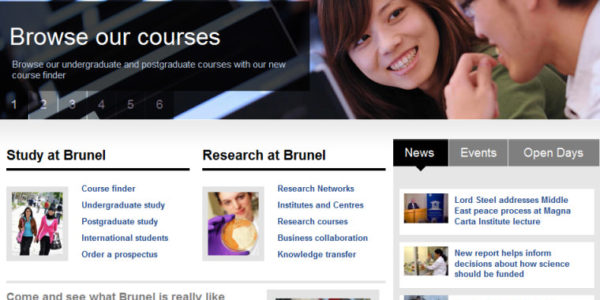 Browse our courses
Browse our undergraduate and postgraduate courses with our new
course finder
1 2 3 4 5 6
Study at Brunel
Course finder
Undergraduate study
Postgraduate study
International students
Order a prospectus
Research at Brunel
Research Networks
Institutes and Centres
Research courses
Business collaboration
Knowledge transfer
News Events Open Days
Lord Steel addresses Middle
East peace process at Magna
Carta Institute lecture
New report helps inform
decisions about how science
should be funded
Come and see what Brunel is really like